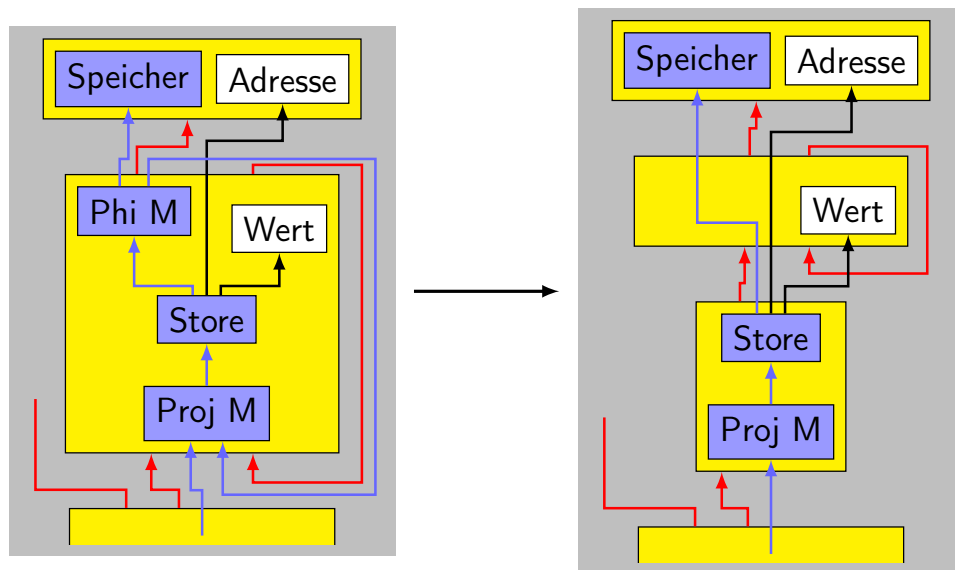 Speicher
Adresse
Phi M
Wert
Store
Proj M
Speicher
Adresse
Wert
Store
Proj M